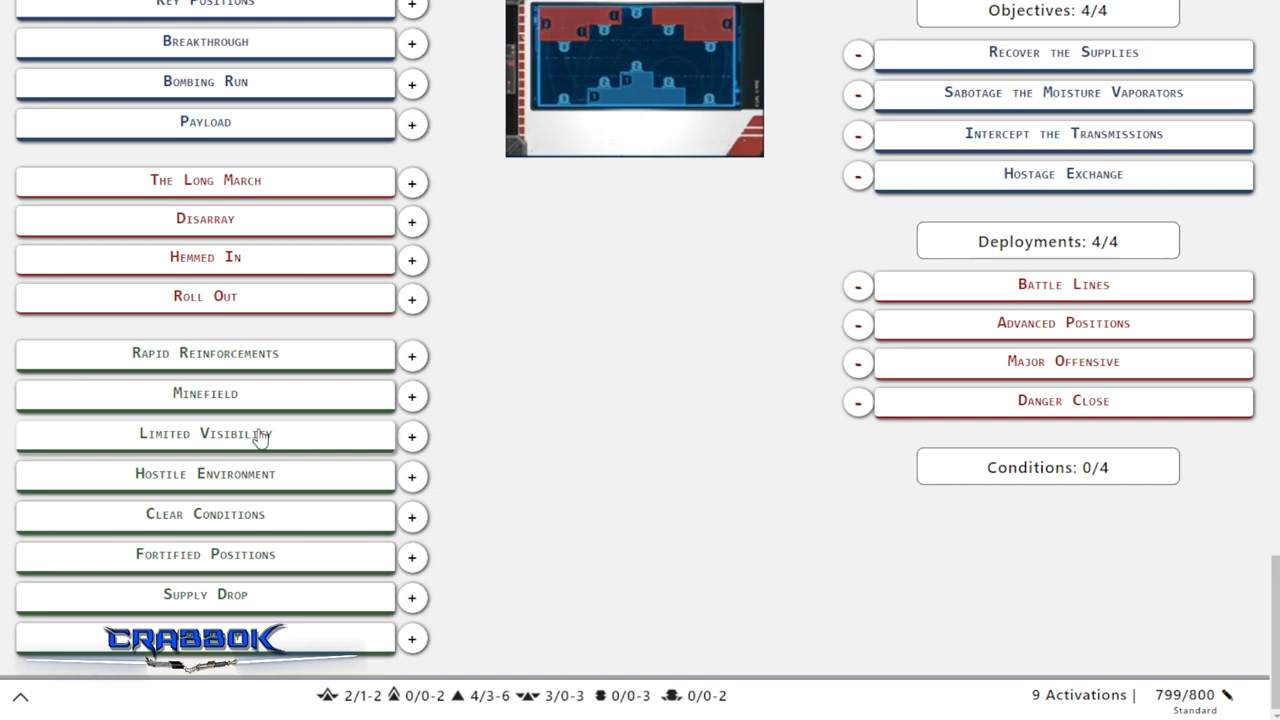 Key Positions +
Breakthrough +
Bombing Run +
Payload +
The Long March +
Disarray +
Hemmed In +
Roll Out +
Rapid Reinforcements +
Minefield +
Limited Visibility +
Hostile Environment +
Clear Conditions +
Fortified Positions +
Supply Drop +
CRABBOK +
Objectives: 4/4
- Recover the Supplies
- Sabotage the Moisture Vaporators
- Intercept the Transmissions
- Hostage Exchange
Deployments: 4/4
- Battle Lines
- Advanced Positions
- Major Offensive
- Danger Close
Conditions: 0/4
2/1-2 0/0-2 4/3-6 3/0-3 0/0-3 0/0-2
9 Activations | 799/800
Standard